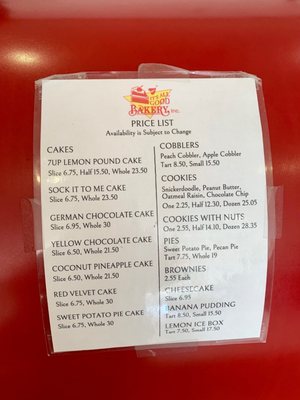 IT'S ALL
GOOD
BAKERY, Inc.
PRICE LIST
Availability is Subject to Change
CAKES
7UP LEMON POUND CAKE
Slice 6.75, Half 15.50, Whole 23.50
SOCK IT TO ME CAKE
Slice 6.75, Whole 23.50
GERMAN CHOCOLATE CAKE
Slice 6.95, Whole 30
YELLOW CHOCOLATE CAKE
Slice 6.50, Whole 21.50
COCONUT PINEAPPLE CAKE
Slice 6.50, Whole 21.50
RED VELVET CAKE
Slice 6.75, Whole 30
SWEET POTATO PIE CAKE
Slice 6.75, Whole 30
COBBLERS
Peach Cobbler, Apple Cobbler
Tart 8.50, Small 15.50
COOKIES
Snickerdoodle, Peanut Butter,
Oatmeal Raisin, Chocolate Chip
One 2.25, Half 12.30, Dozen 25.05
COOKIES WITH NUTS
One 2.55, Half 14.10, Dozen 28.35
PIES
Sweet Potato Pie, Pecan Pie
Tart 7.75, Whole 19
BROWNIES
2.55 Each
CHEESECAKE
Slice 6.95
BANANA PUDDING
Tart 8.50, Small 15.50
LEMON ICE BOX
Tart 7.50, Small 17.50